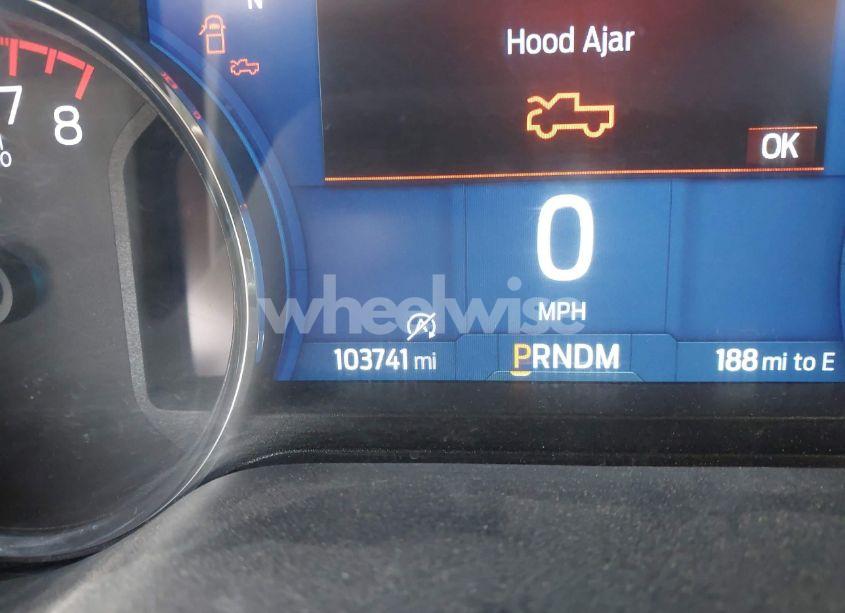 N
Hood Ajar
7
8
OK
0
MPH
wheelwise
A
103741 mi
PRNDM
188 mi to E